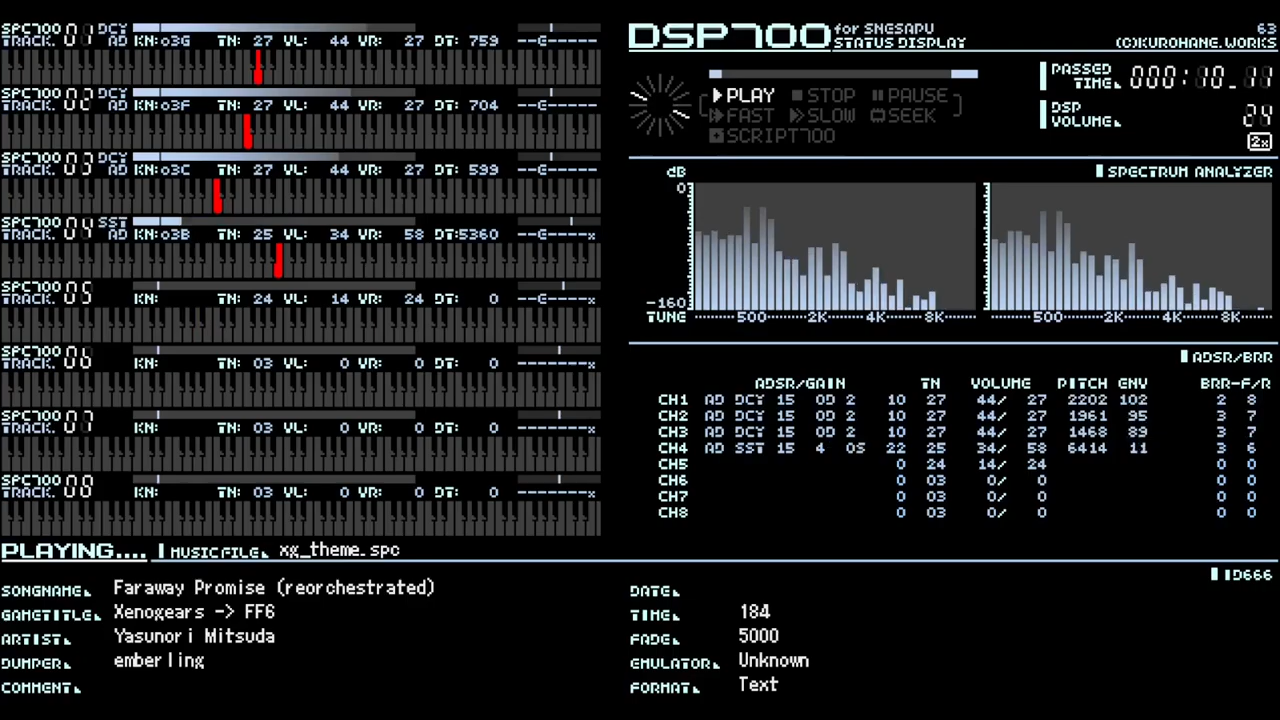 SPC700 TRACK. 01 DCY AD KN:o3G TN: 27 VL: 44 VR: 27 DT: 759 --G---
SPC700 TRACK. 02 DCY AD KN:o3F TN: 27 VL: 44 VR: 27 DT: 704 --G---
SPC700 TRACK. 03 DCY AD KN:o3C TN: 27 VL: 44 VR: 27 DT: 599 --G---
SPC700 TRACK. 04 SST AD KN:o3B TN: 25 VL: 34 VR: 58 DT:5360 --G----x
SPC700 TRACK. 05 KN: TN: 24 VL: 14 VR: 24 DT: 0 --G----x
SPC700 TRACK. 06 KN: TN: 03 VL: 0 VR: 0 DT: 0 -------x
SPC700 TRACK. 07 KN: TN: 03 VL: 0 VR: 0 DT: 0 -------x
SPC700 TRACK. 08 KN: TN: 03 VL: 0 VR: 0 DT: 0 -------x
DSP700 for SNESAPU STATUS DISPLAY
63
(C)KUROHANE.WORKS
PLAY STOP PAUSE
FAST SLOW SEEK
SCRIPT700
PASSED TIME. 000:10_11
DSP VOLUME. 24
2x
dB SPECTRUM ANALYZER
0
-160
TUNE 500 2K 4K 8K 500 2K 4K 8K
ADSR/BRR
ADSR/GAIN TN VOLUME PITCH ENV BRR-F/R
CH1 AD DCY 15 0D 2 10 27 44/ 27 2202 102 2 8
CH2 AD DCY 15 0D 2 10 27 44/ 27 1961 95 3 7
CH3 AD DCY 15 0D 2 10 27 44/ 27 1468 89 3 7
CH4 AD SST 15 4 0S 22 25 34/ 58 6414 11 3 6
CH5 0 24 14/ 24 0 0
CH6 0 03 0/ 0 0 0
CH7 0 03 0/ 0 0 0
CH8 0 03 0/ 0 0 0
PLAYING.... MUSICFILE. xg_theme.spc
ID666
SONGNAME. Faraway Promise (reorchestrated)
GAMETITLE. Xenogears -> FF6
ARTIST. Yasunori Mitsuda
DUMPER. emberling
COMMENT.
DATE.
TIME. 184
FADE. 5000
EMULATOR. Unknown
FORMAT. Text